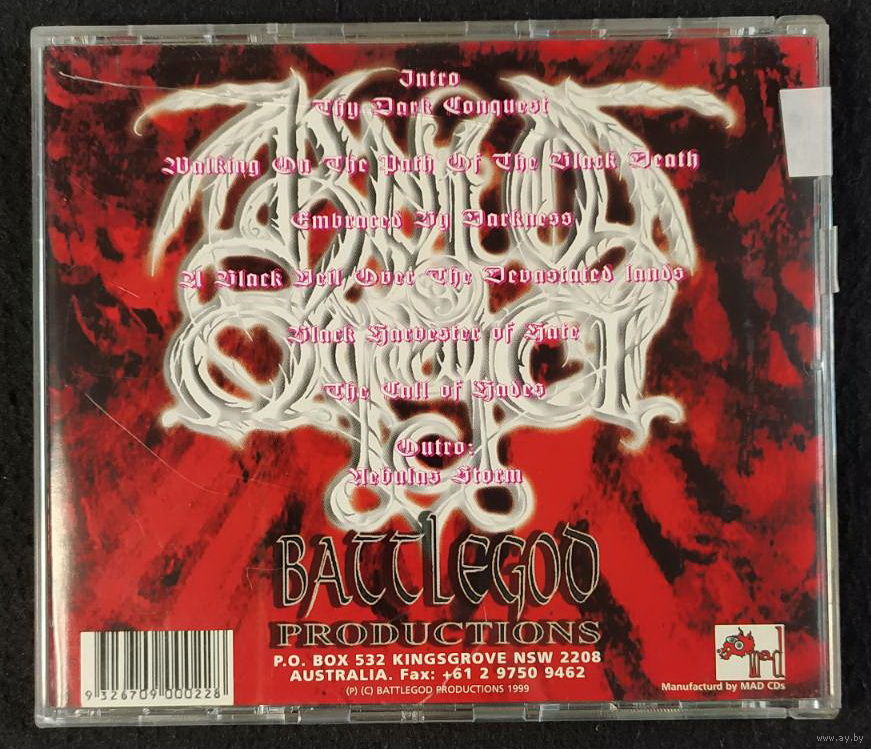 Intro
Thy Dark Conquest
Walking On The Path Of The Black Death
Embraced By Darkness
A Black Veil Over The Devastated lands
Black Harvester of Hate
The Call of Hades
Outro:
Nebulas Storm
BATTLEGOD
PRODUCTIONS
P.O. BOX 532 KINGSGROVE NSW 2208
AUSTRALIA. Fax: +61 2 9750 9462
(P) (C) BATTLEGOD PRODUCTIONS 1999
9 326709 000228
mad
Manufacturd by MAD CDs
www.ay.by